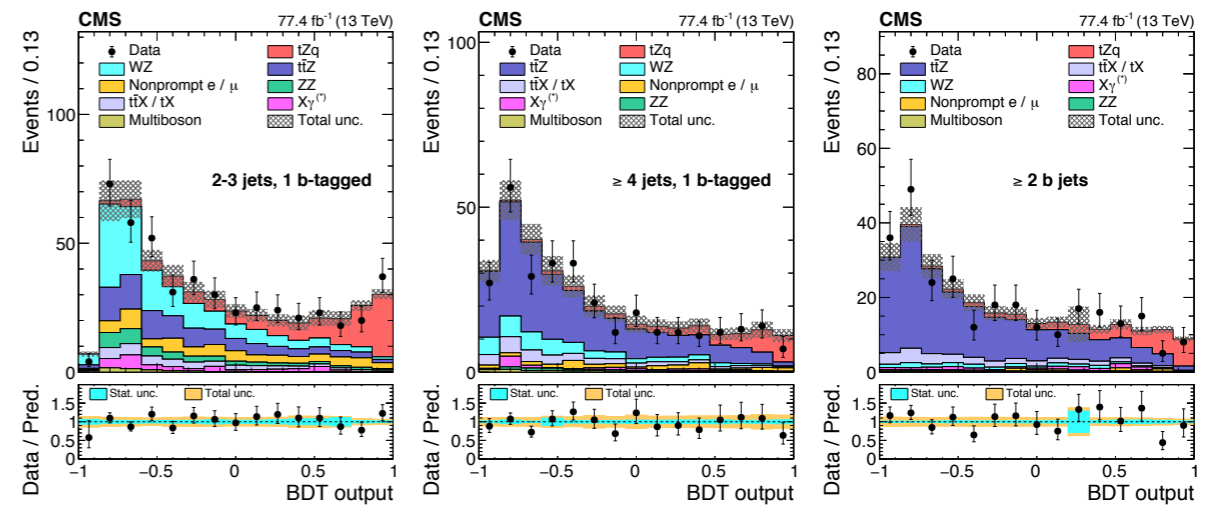 CMS 77.4 fb⁻¹ (13 TeV)
Events / 0.13
Data tZq
WZ tt̄Z
Nonprompt e / μ ZZ
tt̄X / tX Xγ(*)
Multiboson Total unc.
2-3 jets, 1 b-tagged
100
50
0
Data / Pred.
Stat. unc. Total unc.
1.5
1
0.5
0
−1 −0.5 0 0.5 1
BDT output
CMS 77.4 fb⁻¹ (13 TeV)
Events / 0.13
Data tZq
tt̄Z tt̄X / tX
WZ Nonprompt e / μ
Xγ(*) ZZ
Multiboson Total unc.
≥ 4 jets, 1 b-tagged
100
50
0
Data / Pred.
Stat. unc. Total unc.
1.5
1
0.5
0
−1 −0.5 0 0.5 1
BDT output
CMS 77.4 fb⁻¹ (13 TeV)
Events / 0.13
Data tZq
tt̄Z tt̄X / tX
WZ Xγ(*)
Nonprompt e / μ ZZ
Multiboson Total unc.
≥ 2 b jets
80
60
40
20
0
Data / Pred.
Stat. unc. Total unc.
1.5
1
0.5
0
−1 −0.5 0 0.5 1
BDT output